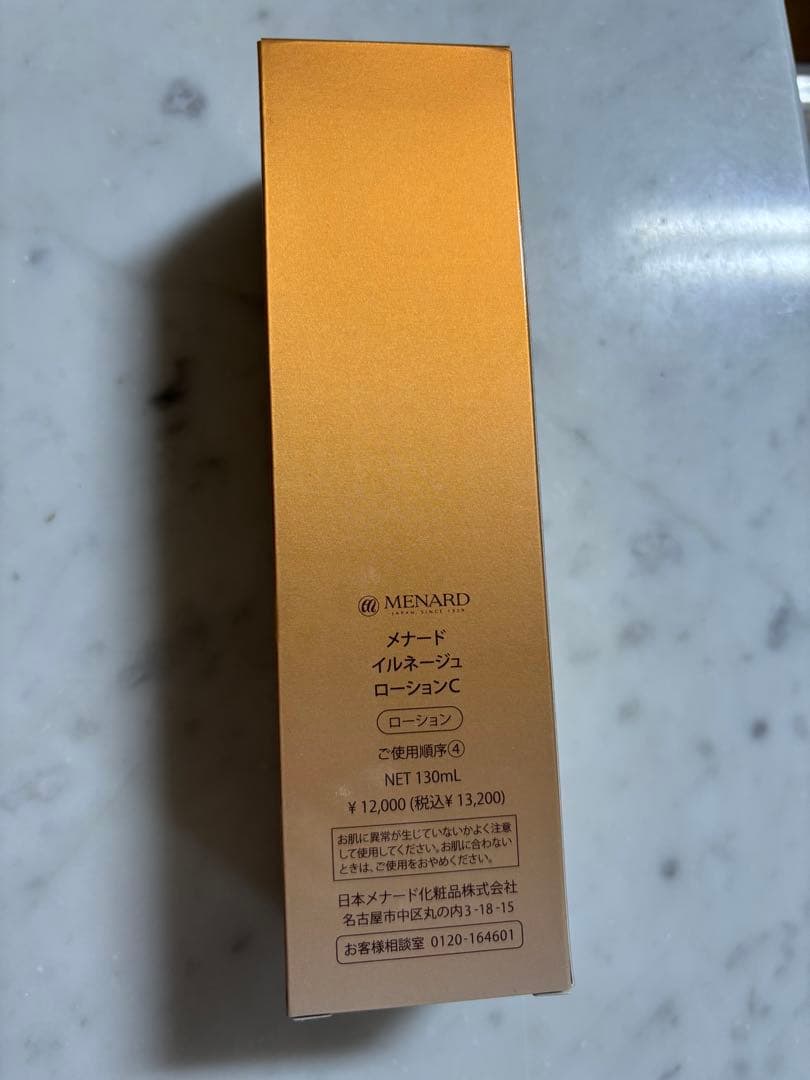 MENARD
JAPAN, SINCE 1959
メナード
イルネージュ
ローションC
ローション
ご使用順序④
NET 130mL
¥ 12,000 (税込¥ 13,200)
お肌に異常が生じていないかよく注意
して使用してください。お肌に合わない
ときは、ご使用をおやめください。
日本メナード化粧品株式会社
名古屋市中区丸の内3-18-15
お客様相談室 0120-164601